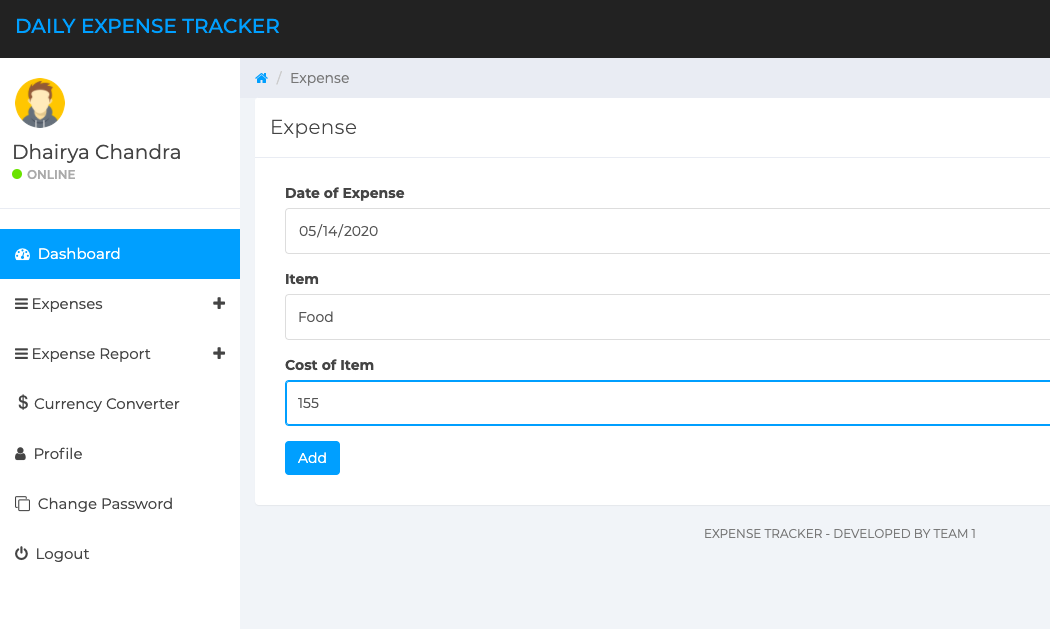 DAILY EXPENSE TRACKER
Dhairya Chandra
ONLINE
Dashboard
Expenses
Expense Report
Currency Converter
Profile
Change Password
Logout
/ Expense
Expense
Date of Expense
05/14/2020
Item
Food
Cost of Item
155
Add
EXPENSE TRACKER - DEVELOPED BY TEAM 1